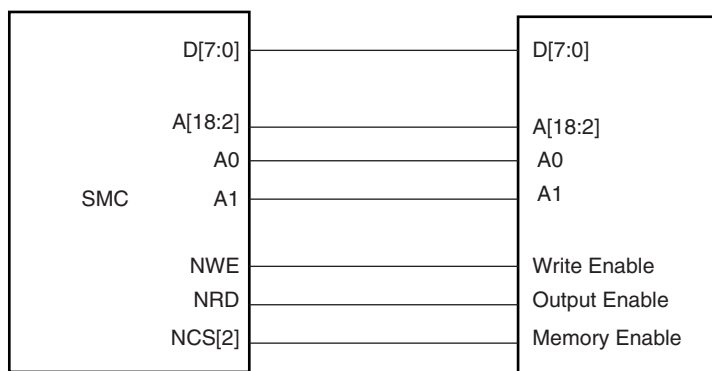 D[7:0] D[7:0]
A[18:2] A[18:2]
A0 A0
SMC A1 A1
NWE Write Enable
NRD Output Enable
NCS[2] Memory Enable